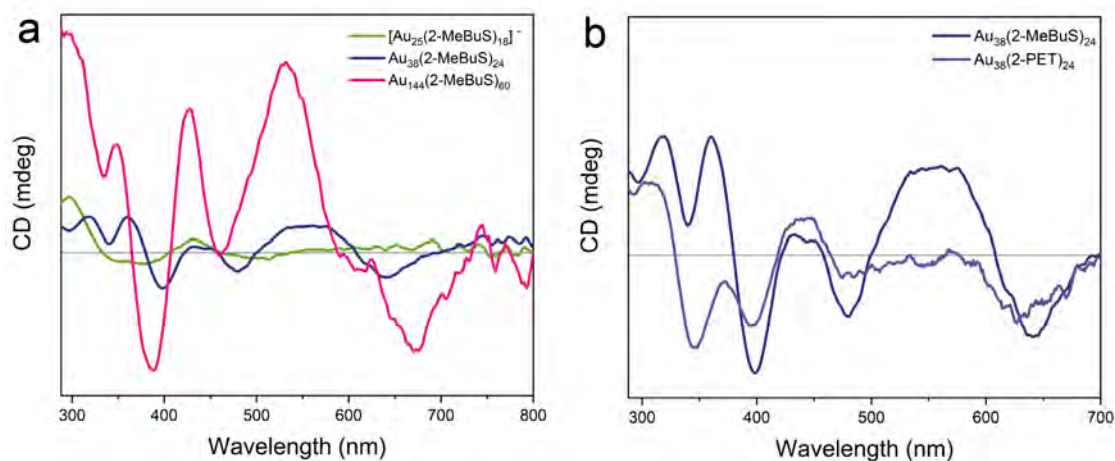 a
[Au₂₅(2-MeBuS)₁₈]⁻
Au₃₈(2-MeBuS)₂₄
Au₁₄₄(2-MeBuS)₆₀
CD (mdeg)
300 400 500 600 700 800
Wavelength (nm)
b
Au₃₈(2-MeBuS)₂₄
Au₃₈(2-PET)₂₄
CD (mdeg)
300 400 500 600 700
Wavelength (nm)